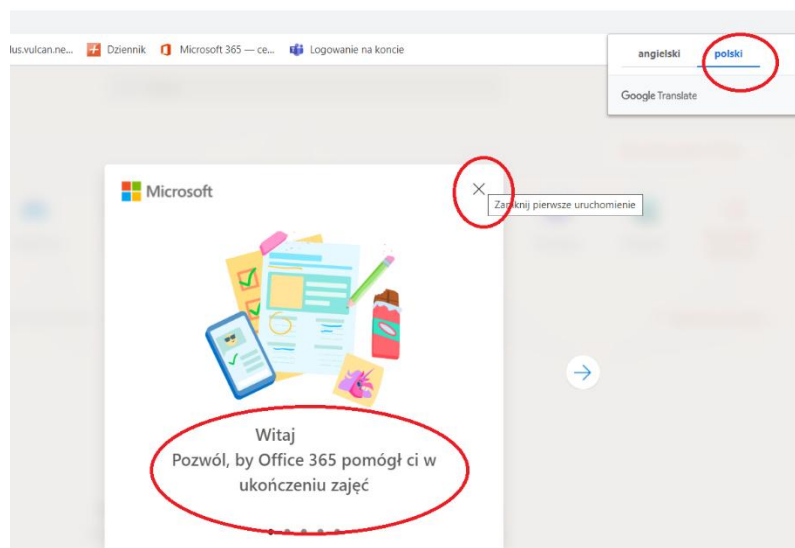 dus.vulcan.ne...
Dziennik
Microsoft 365 — ce...
Logowanie na koncie
angielski
polski
Google Translate
Microsoft
Zamknij pierwsze uruchomienie
Witaj
Pozwól, by Office 365 pomógł ci w
ukończeniu zajęć